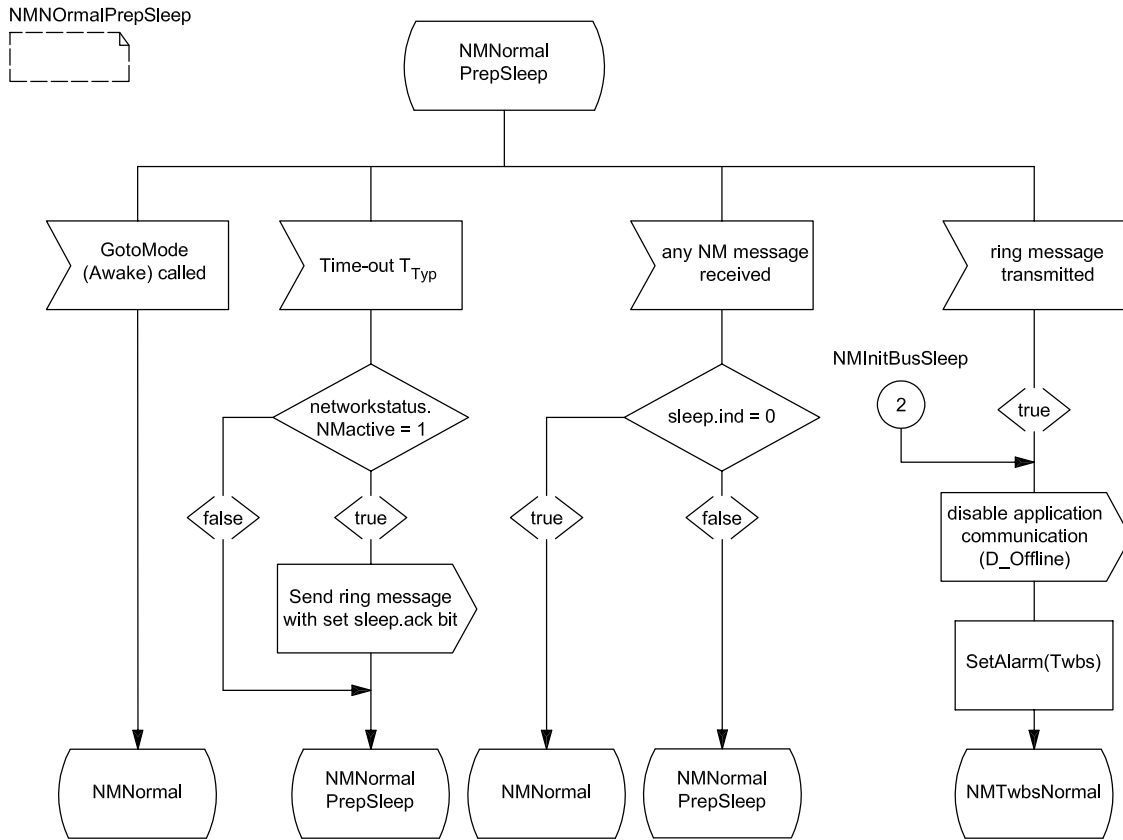 NMNOrmalPrepSleep
NMNormal
PrepSleep
GotoMode
(Awake) called
Time-out T_Typ
any NM message
received
ring message
transmitted
NMInitBusSleep
2
networkstatus.
NMactive = 1
sleep.ind = 0
true
false
true
true
false
disable application
communication
(D_Offline)
Send ring message
with set sleep.ack bit
SetAlarm(Twbs)
NMNormal
NMNormal
PrepSleep
NMNormal
NMNormal
PrepSleep
NMTwbsNormal